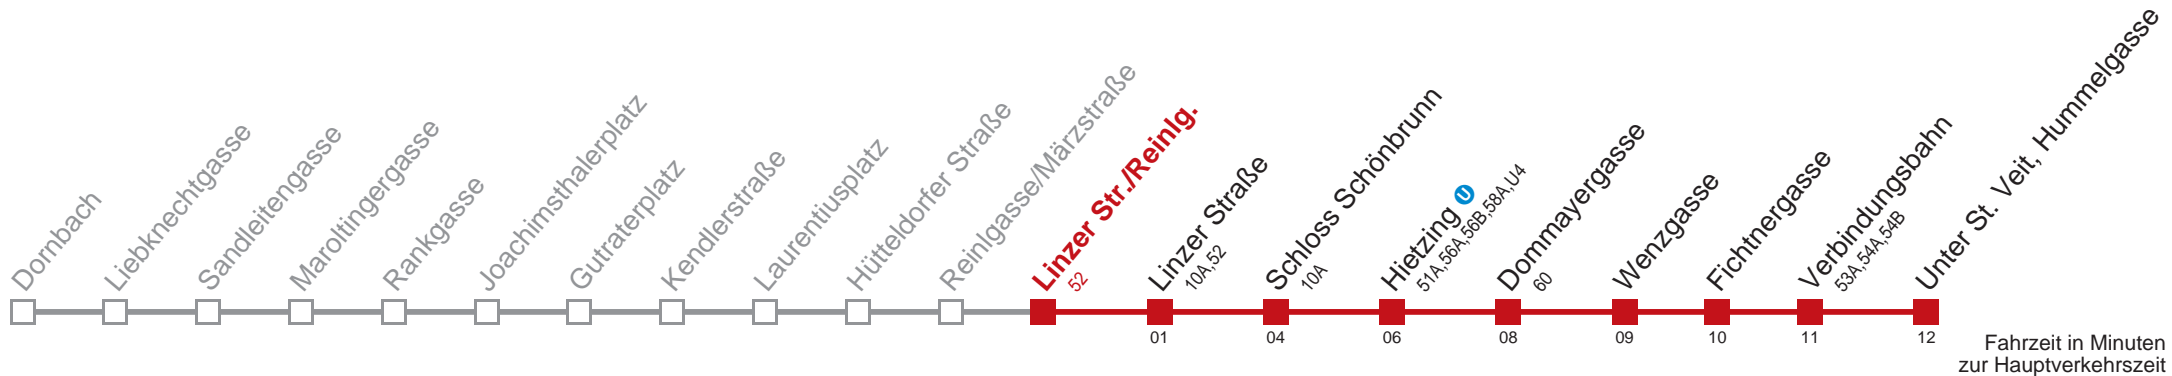 Dornbach
Liebknechtgasse
Sandleitengasse
Maroltingergasse
Rankgasse
Joachimsthalerplatz
Gutraterplatz
Kendlerstraße
Laurentiusplatz
Hütteldorfer Straße
Reinlgasse/Märzstraße
Linzer Str./Reinlg.
52
Linzer Straße
10A,52
Schloss Schönbrunn
10A
Hietzing U
51A,56A,56B,58A,U4
Dommayergasse
60
Wenzgasse
Fichtnergasse
Verbindungsbahn
53A,54A,54B
Unter St. Veit, Hummelgasse
01 04 06 08 09 10 11 12
Fahrzeit in Minuten
zur Hauptverkehrszeit